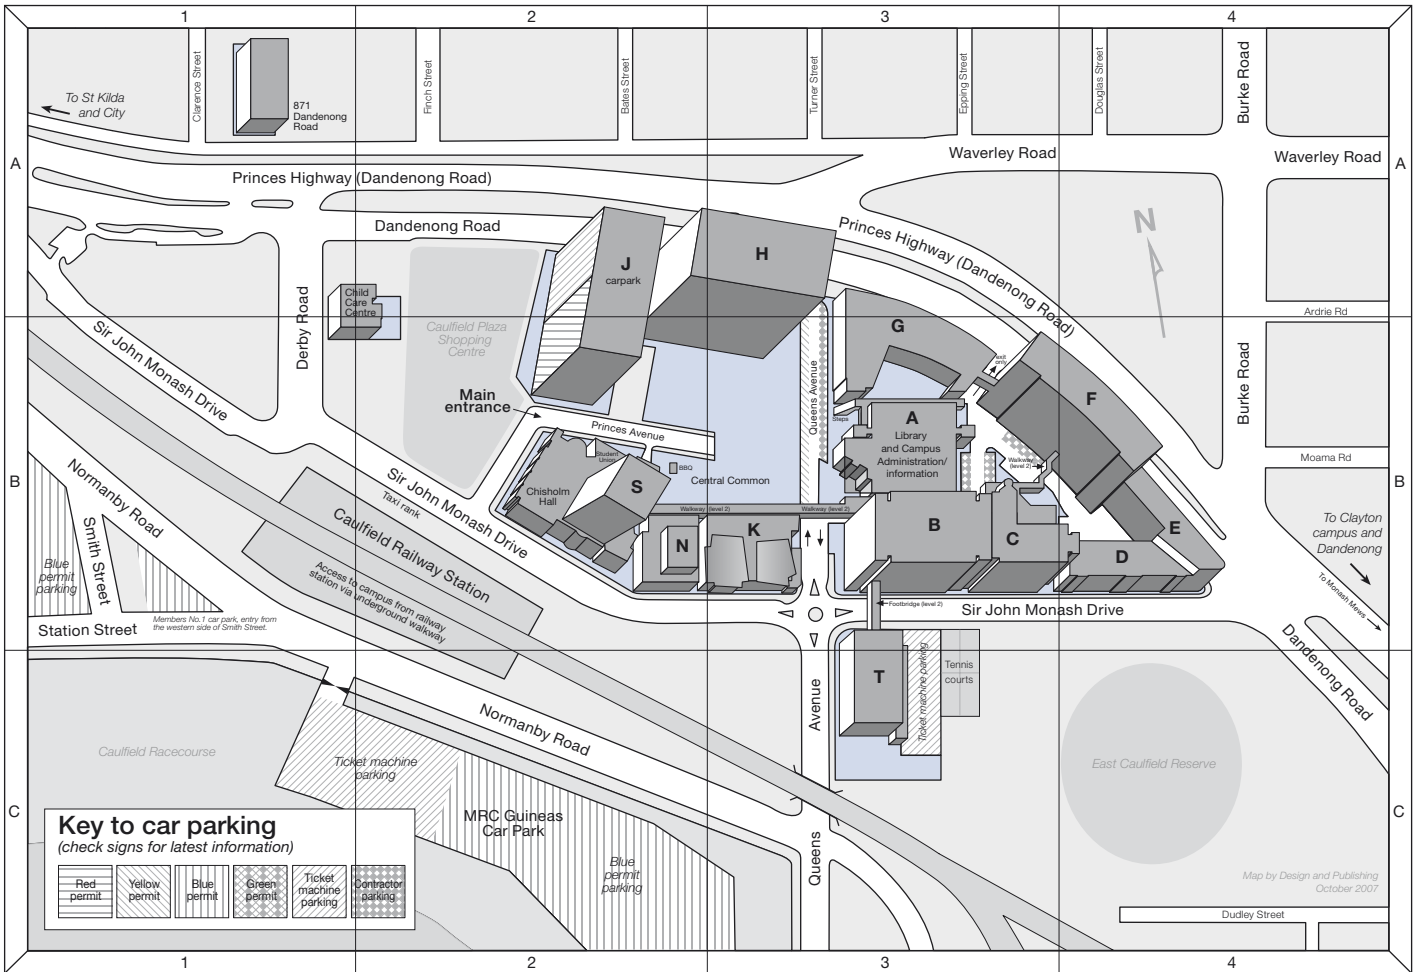 1
2
3
4
Clarence Street
Finch Street
Bates Street
Turner Street
Epping Street
Douglas Street
Burke Road
To St Kilda
and City
871
Dandenong
Road
A
A
Waverley Road
Waverley Road
Princes Highway (Dandenong Road)
Dandenong Road
Princes Highway (Dandenong Road)
N
J
carpark
H
Child
Care
Centre
Derby Road
Caulfield Plaza
Shopping
Centre
G
exit
only
F
Ardrie Rd
Burke Road
Sir John Monash Drive
Main
entrance
Princes Avenue
Queens Avenue
Steps
A
Library
and Campus
Administration/
information
Walkway
(level 2)
Moama Rd
B
B
Student
Union
BBQ
Central Common
Chisholm
Hall
S
Sir John Monash Drive
Taxi rank
Normanby Road
Smith Street
Blue
permit
parking
Caulfield Railway Station
Access to campus from railway
station via underground walkway
Walkway (level 2)
Walkway (level 2)
N
K
B
C
D
E
To Clayton
campus and
Dandenong
To Monash Mews
Members No.1 car park, entry from
the western side of Smith Street.
Station Street
Footbridge (level 2)
Sir John Monash Drive
Dandenong Road
T
Ticket machine parking
Tennis
courts
Avenue
Normanby Road
Caulfield Racecourse
Ticket machine
parking
East Caulfield Reserve
C
C
MRC Guineas
Car Park
Blue
permit
parking
Queens
Key to car parking
(check signs for latest information)
Red
permit
Yellow
permit
Blue
permit
Green
permit
Ticket
machine
parking
Contractor
parking
Map by Design and Publishing
October 2007
Dudley Street
1
2
3
4